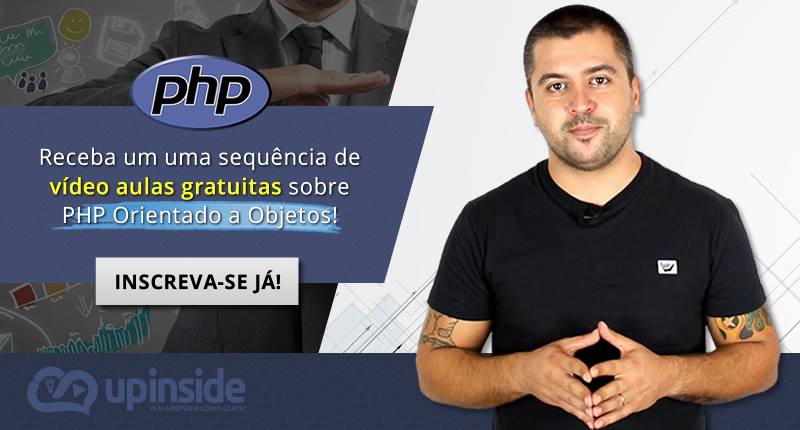 php
Receba um uma sequência de
vídeo aulas gratuitas sobre
PHP Orientado a Objetos!
INSCREVA-SE JÁ!
upinside
VEM APRENDER COM A GENTE!